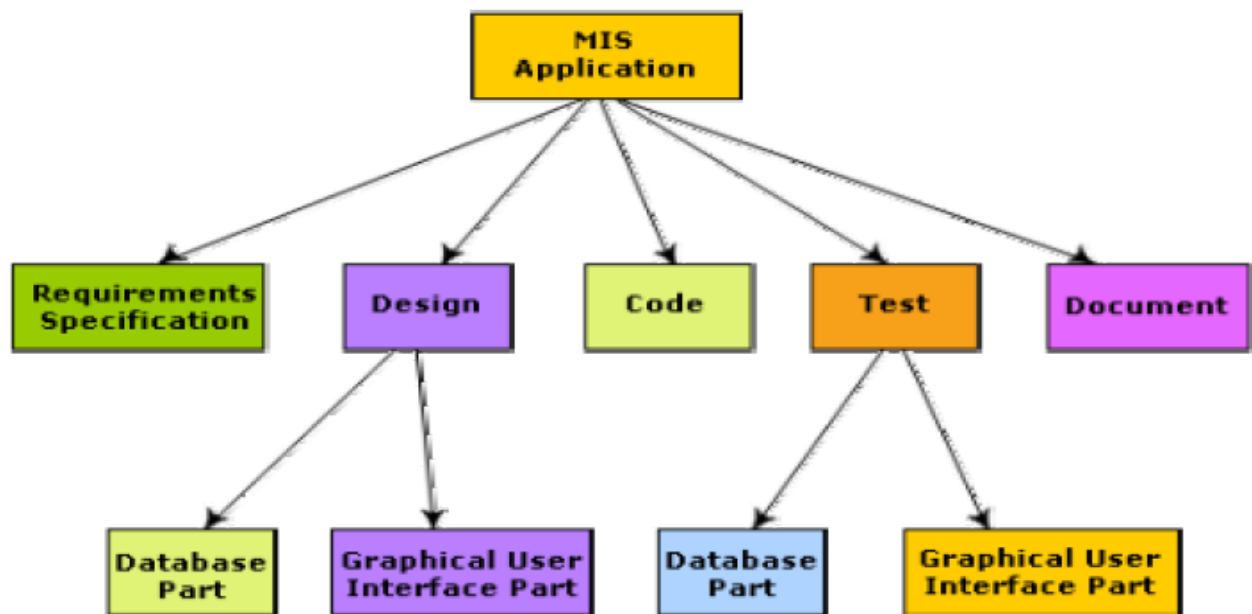 MIS
Application
Requirements
Specification
Design
Code
Test
Document
Database
Part
Graphical User
Interface Part
Database
Part
Graphical User
Interface Part